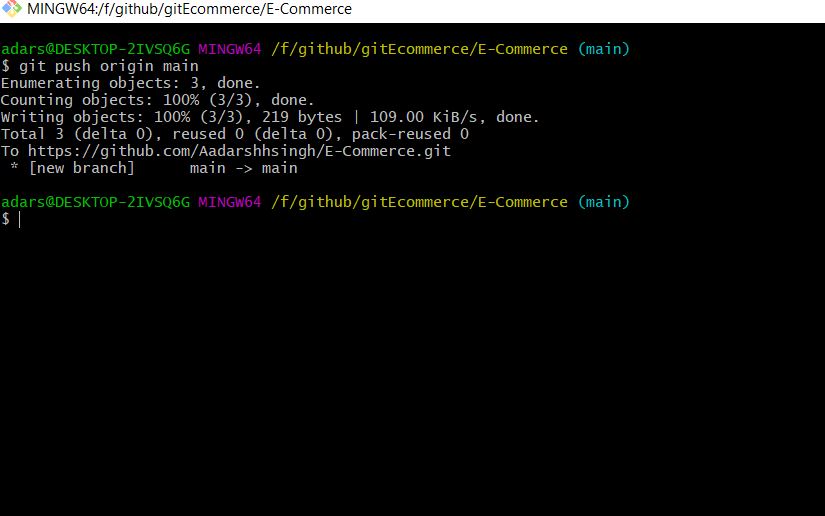 MINGW64:/f/github/gitEcommerce/E-Commerce
adars@DESKTOP-2IVSQ6G MINGW64 /f/github/gitEcommerce/E-Commerce (main)
$ git push origin main
Enumerating objects: 3, done.
Counting objects: 100% (3/3), done.
Writing objects: 100% (3/3), 219 bytes | 109.00 KiB/s, done.
Total 3 (delta 0), reused 0 (delta 0), pack-reused 0
To https://github.com/Aadarshhsingh/E-Commerce.git
 * [new branch]      main -> main
adars@DESKTOP-2IVSQ6G MINGW64 /f/github/gitEcommerce/E-Commerce (main)
$